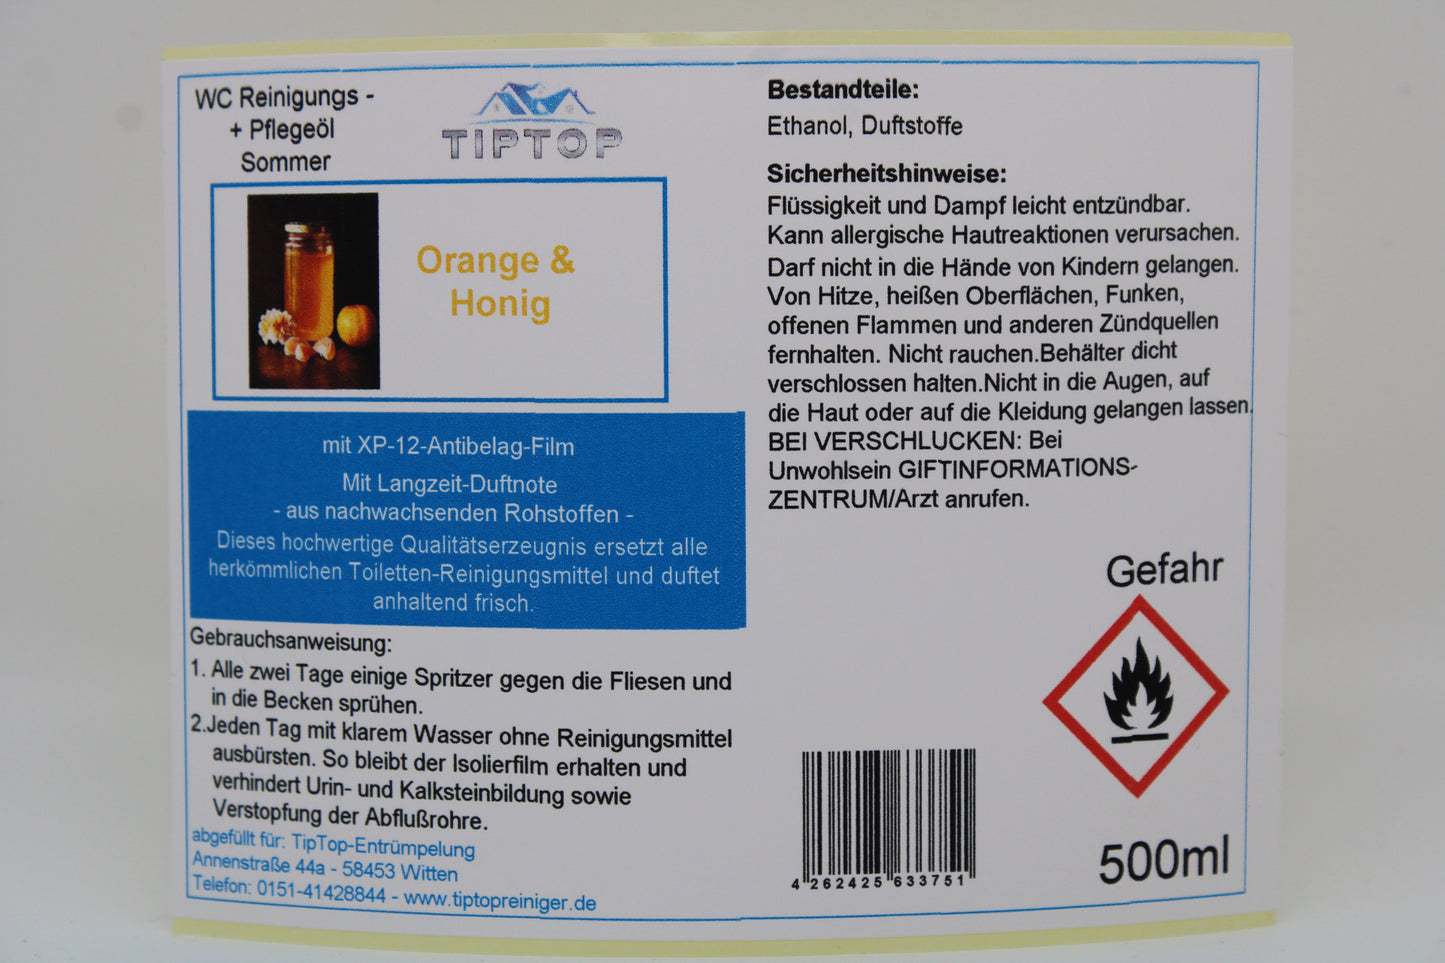 WC Reinigungs -
+ Pflegeöl
Sommer
TIPTOP
Orange &
Honig
mit XP-12-Antibelag-Film
Mit Langzeit-Duftnote
- aus nachwachsenden Rohstoffen -
Dieses hochwertige Qualitätserzeugnis ersetzt alle
herkömmlichen Toiletten-Reinigungsmittel und duftet
anhaltend frisch.
Gebrauchsanweisung:
1. Alle zwei Tage einige Spritzer gegen die Fliesen und
in die Becken sprühen.
2.Jeden Tag mit klarem Wasser ohne Reinigungsmittel
ausbürsten. So bleibt der Isolierfilm erhalten und
verhindert Urin- und Kalksteinbildung sowie
Verstopfung der Abflußrohre.
abgefüllt für: TipTop-Entrümpelung
Annenstraße 44a - 58453 Witten
Telefon: 0151-41428844 - www.tiptopreiniger.de
Bestandteile:
Ethanol, Duftstoffe
Sicherheitshinweise:
Flüssigkeit und Dampf leicht entzündbar.
Kann allergische Hautreaktionen verursachen.
Darf nicht in die Hände von Kindern gelangen.
Von Hitze, heißen Oberflächen, Funken,
offenen Flammen und anderen Zündquellen
fernhalten. Nicht rauchen.Behälter dicht
verschlossen halten.Nicht in die Augen, auf
die Haut oder auf die Kleidung gelangen lassen.
BEI VERSCHLUCKEN: Bei
Unwohlsein GIFTINFORMATIONS-
ZENTRUM/Arzt anrufen.
Gefahr
4 262425 633751
500ml